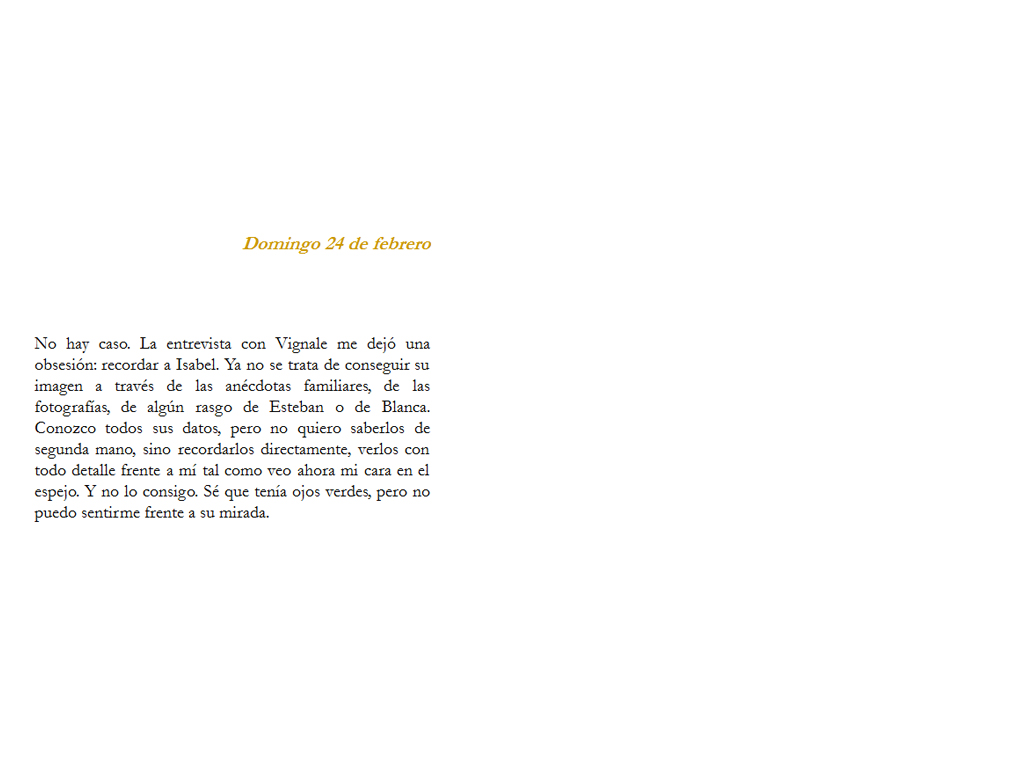 Domingo 24 de febrero
No hay caso. La entrevista con Vignale me dejó una
obsesión: recordar a Isabel. Ya no se trata de conseguir su
imagen a través de las anécdotas familiares, de las
fotografías, de algún rasgo de Esteban o de Blanca.
Conozco todos sus datos, pero no quiero saberlos de
segunda mano, sino recordarlos directamente, verlos con
todo detalle frente a mí tal como veo ahora mi cara en el
espejo. Y no lo consigo. Sé que tenía ojos verdes, pero no
puedo sentirme frente a su mirada.